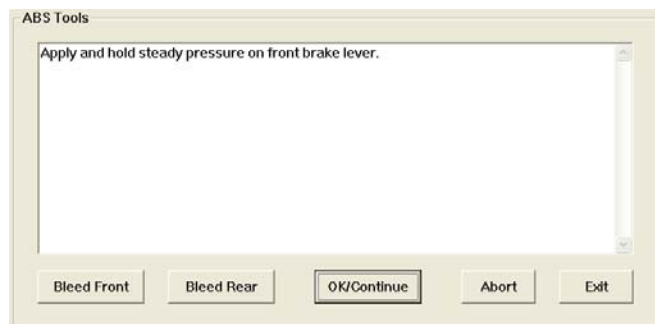 ABS Tools
Apply and hold steady pressure on front brake lever.
Bleed Front Bleed Rear OK/Continue Abort Exit